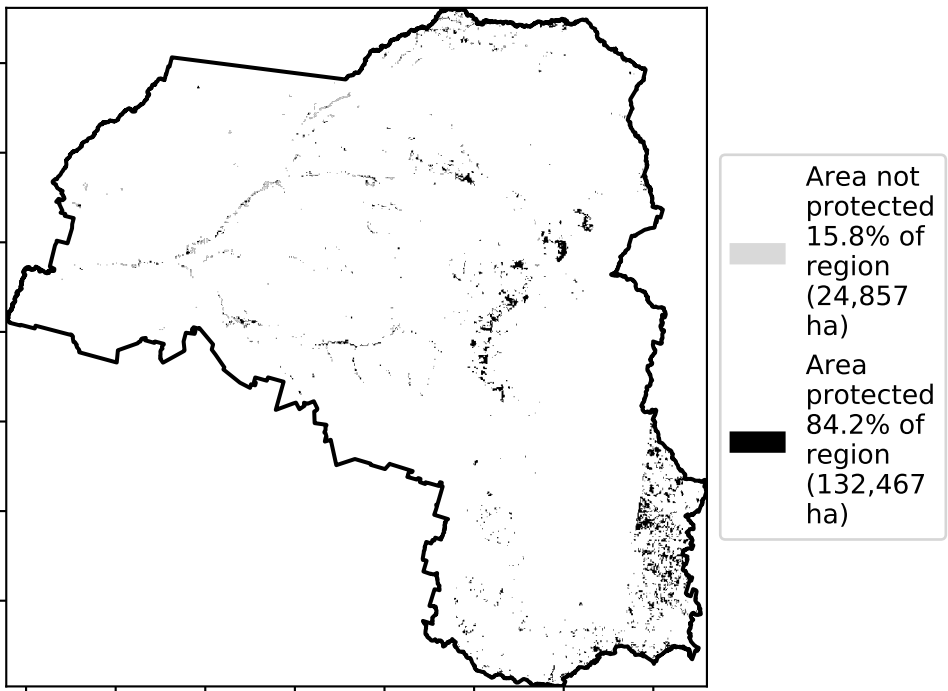 Area not
protected
15.8% of
region
(24,857
ha)
Area
protected
84.2% of
region
(132,467
ha)